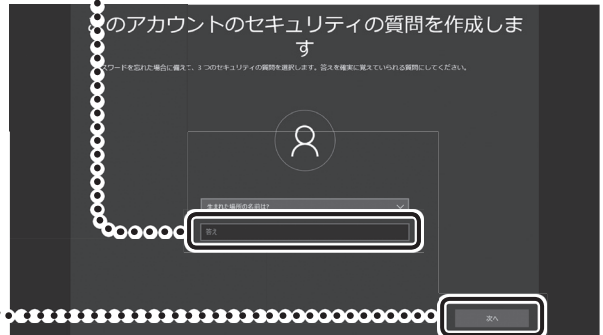 のアカウントのセキュリティの質問を作成しま
す
スワードを忘れた場合に備えて、3 つのセキュリティの質問を選択します。答えを確実に覚えていられる質問にしてください。
生まれた場所の名前は?
答え
次へ